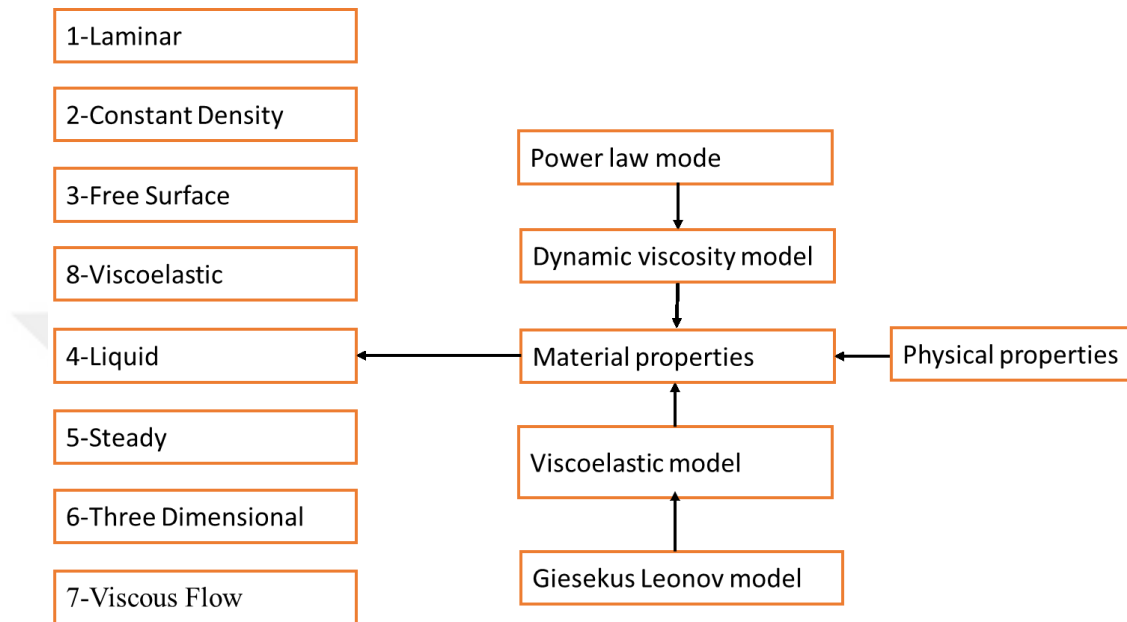 1-Laminar
2-Constant Density
3-Free Surface
8-Viscoelastic
4-Liquid
5-Steady
6-Three Dimensional
7-Viscous Flow
Power law mode
Dynamic viscosity model
Material properties
Viscoelastic model
Giesekus Leonov model
Physical properties